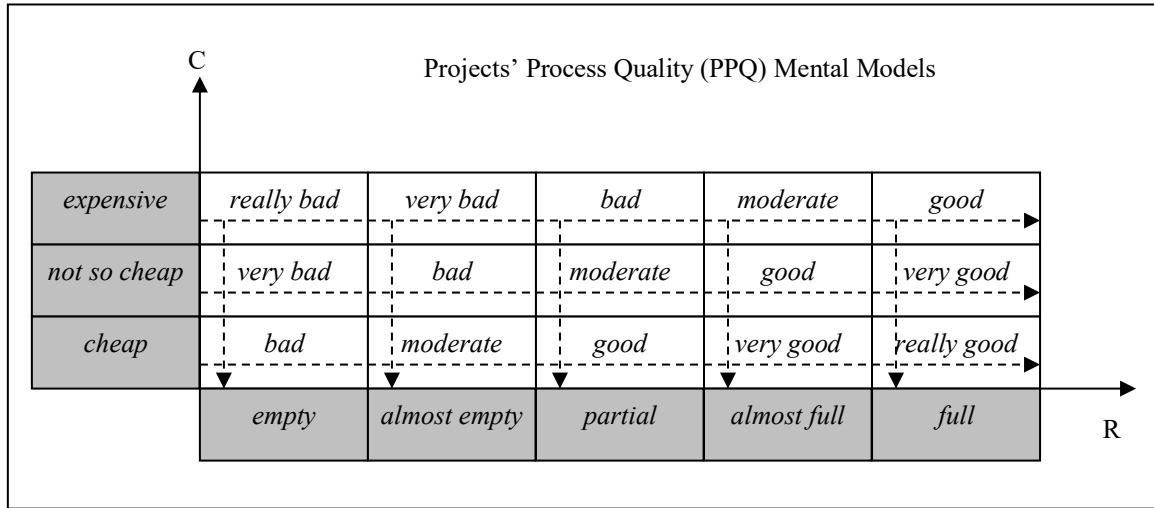 C
Projects’ Process Quality (PPQ) Mental Models
expensive really bad very bad bad moderate good
not so cheap very bad bad moderate good very good
cheap bad moderate good very good really good
empty almost empty partial almost full full
R